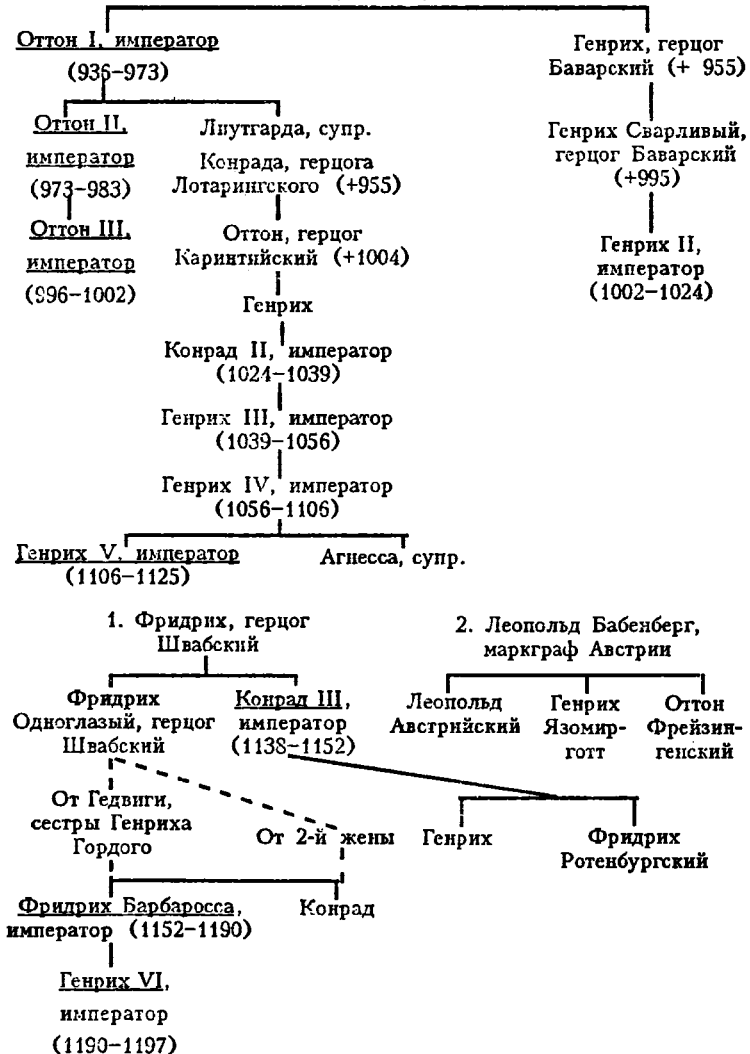 Оттон I, император
(936–973)
Генрих, герцог
Баварский (+ 955)
Оттон II,
император
(973–983)
Лиутгарда, супр.
Конрада, герцога
Лотарингского (+955)
Генрих Сварливый,
герцог Баварский
(+995)
Оттон III,
император
(996–1002)
Оттон, герцог
Каринтийский (+1004)
Генрих II,
император
(1002–1024)
Генрих
Конрад II, император
(1024–1039)
Генрих III, император
(1039–1056)
Генрих IV, император
(1056–1106)
Генрих V, император
(1106–1125)
Агнесса, супр.
1. Фридрих, герцог
Швабский
2. Леопольд Бабенберг,
маркграф Австрии
Фридрих
Одноглазый, герцог
Швабский
Конрад III,
император
(1138–1152)
Леопольд
Австрийский
Генрих
Язомир-
готт
Оттон
Фрейзин-
генский
От Гедвиги,
сестры Генриха
Гордого
От 2-й жены
Генрих
Фридрих
Ротенбургский
Фридрих Барбаросса,
император (1152–1190)
Конрад
Генрих VI,
император
(1190–1197)